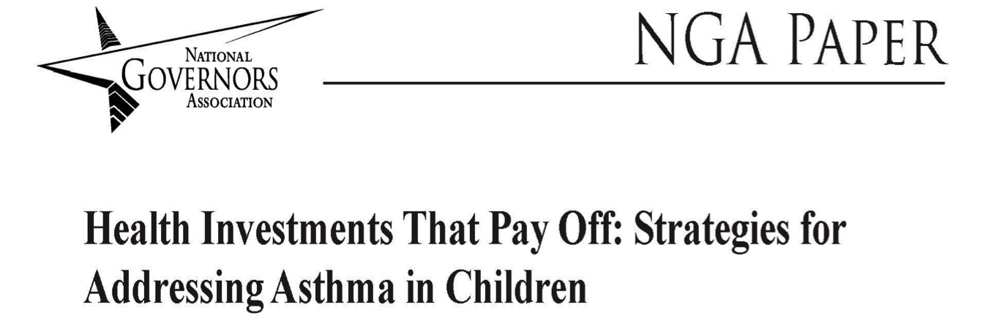 NATIONAL
GOVERNORS
ASSOCIATION
NGA PAPER
Health Investments That Pay Off: Strategies for
Addressing Asthma in Children